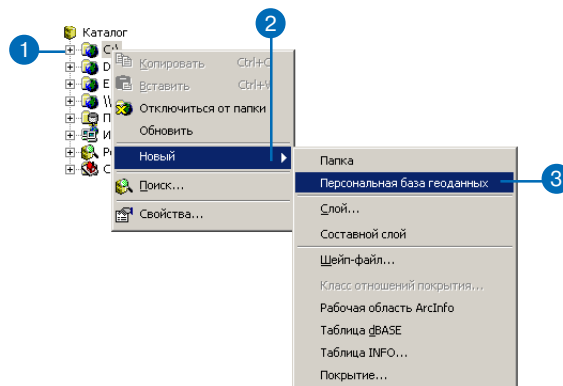 2
Каталог
1
C:\
Копировать Ctrl+C
D
Вставить Ctrl+V
E
\\
Отключиться от папки
П
Обновить
И
Новый
Р
С
Поиск...
Свойства...
Папка
Персональная база геоданных
3
Слой...
Составной слой
Шейп-файл...
Класс отношений покрытия...
Рабочая область ArcInfo
Таблица dBASE
Таблица INFO...
Покрытие...